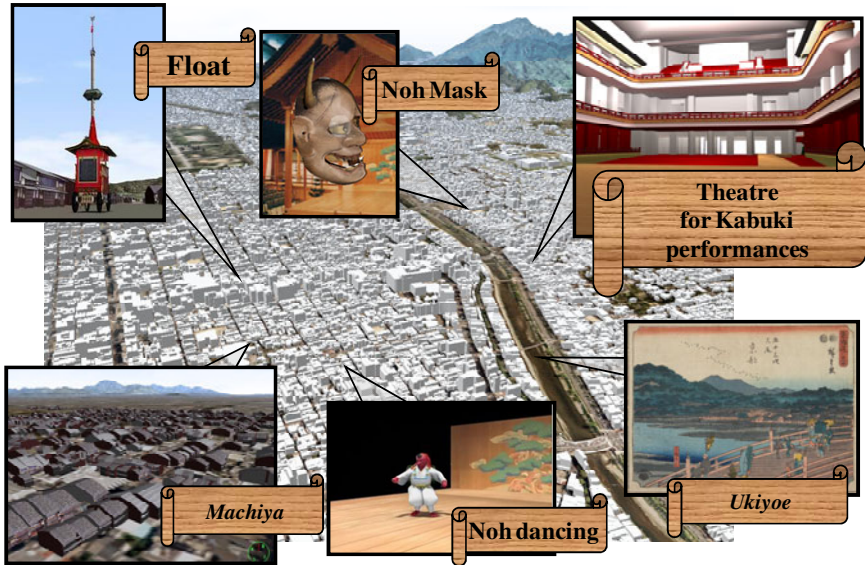 Float
Noh Mask
Theatre
for Kabuki
performances
Machiya
Noh dancing
Ukiyoe